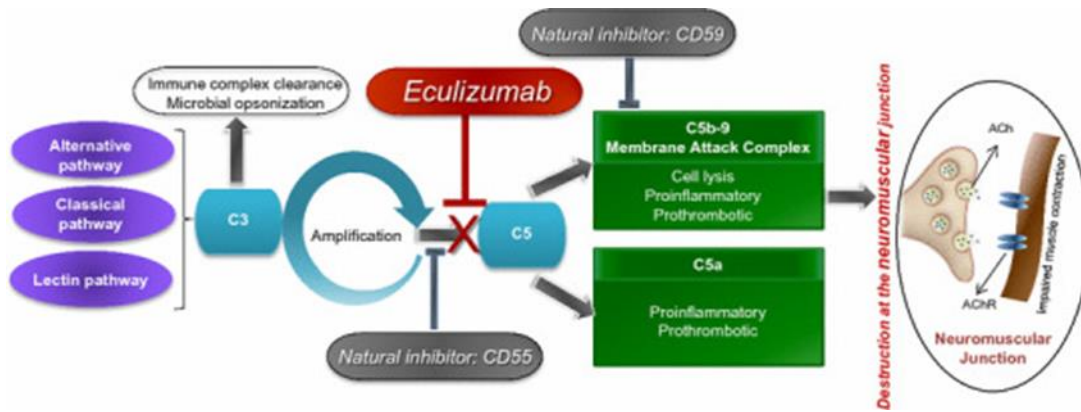 Natural inhibitor: CD59
Immune complex clearance
Microbial opsonization
Eculizumab
Alternative
pathway
Classical
pathway
Lectin pathway
C3
Amplification
X
C5
C5b-9
Membrane Attack Complex
Cell lysis
Proinflammatory
Prothrombotic
C5a
Proinflammatory
Prothrombotic
Natural inhibitor: CD55
Destruction at the neuromuscular junction
ACh
AChR
Impaired muscle contraction
Neuromuscular
Junction